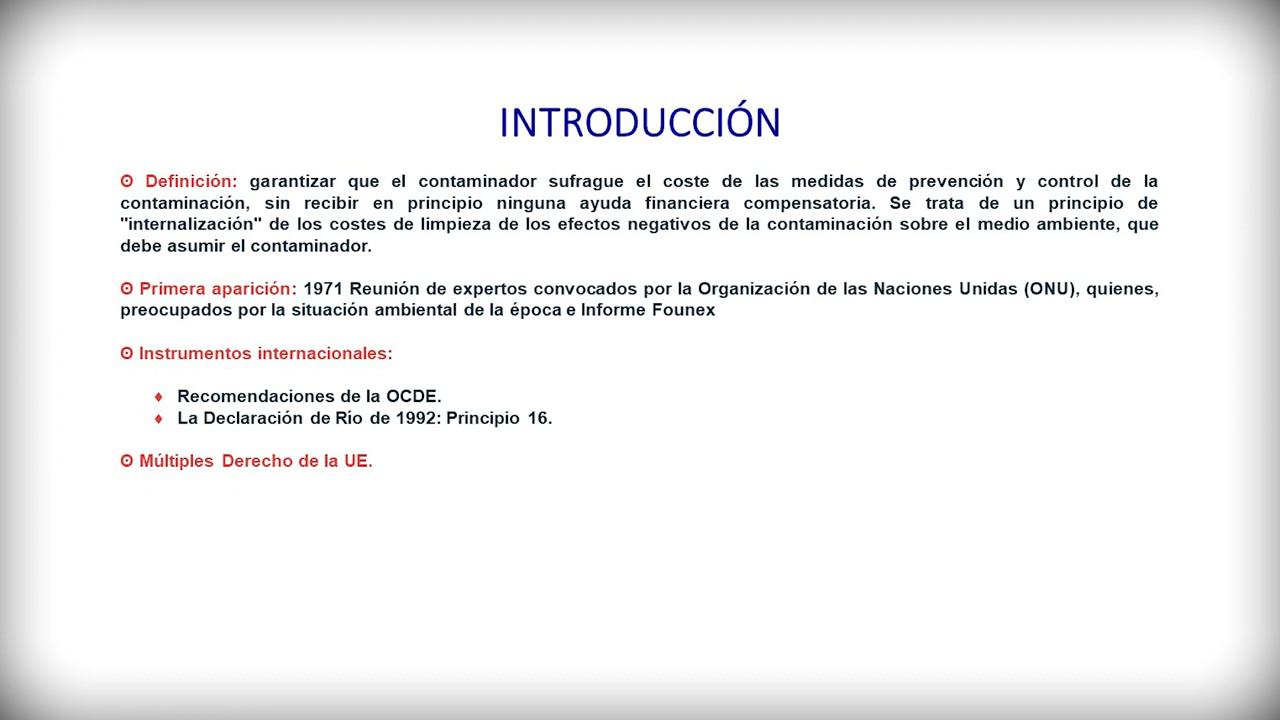 INTRODUCCIÓN
ʘ Definición: garantizar que el contaminador sufrague el coste de las medidas de prevención y control de la
contaminación, sin recibir en principio ninguna ayuda financiera compensatoria. Se trata de un principio de
"internalización" de los costes de limpieza de los efectos negativos de la contaminación sobre el medio ambiente, que
debe asumir el contaminador.
ʘ Primera aparición: 1971 Reunión de expertos convocados por la Organización de las Naciones Unidas (ONU), quienes,
preocupados por la situación ambiental de la época e Informe Founex
ʘ Instrumentos internacionales:
♦ Recomendaciones de la OCDE.
♦ La Declaración de Río de 1992: Principio 16.
ʘ Múltiples Derecho de la UE.